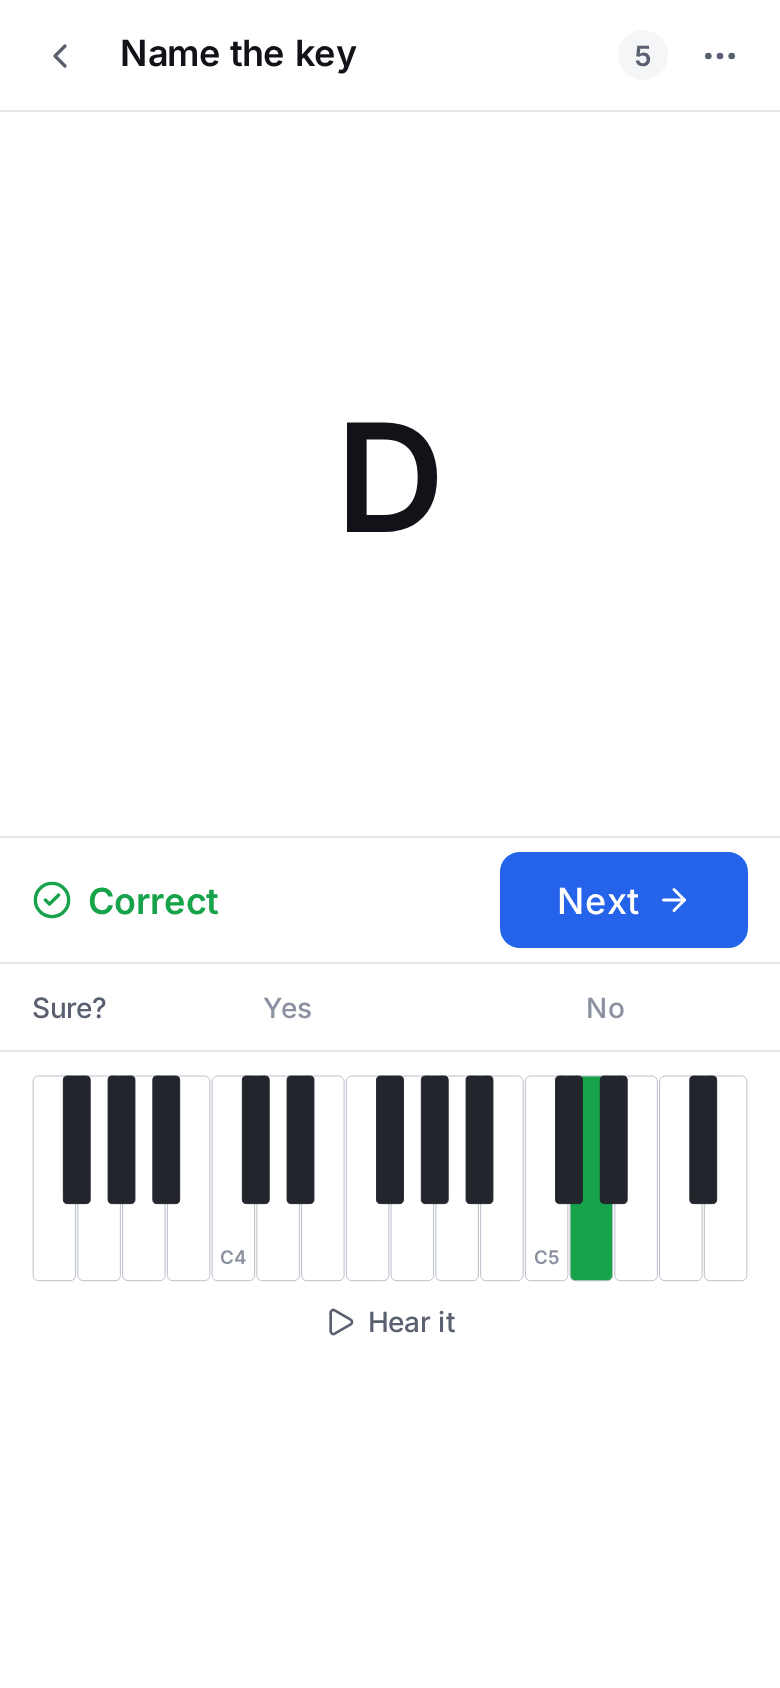 Name the key
5
D
Correct
Next
Sure?
Yes
No
C4
C5
Hear it